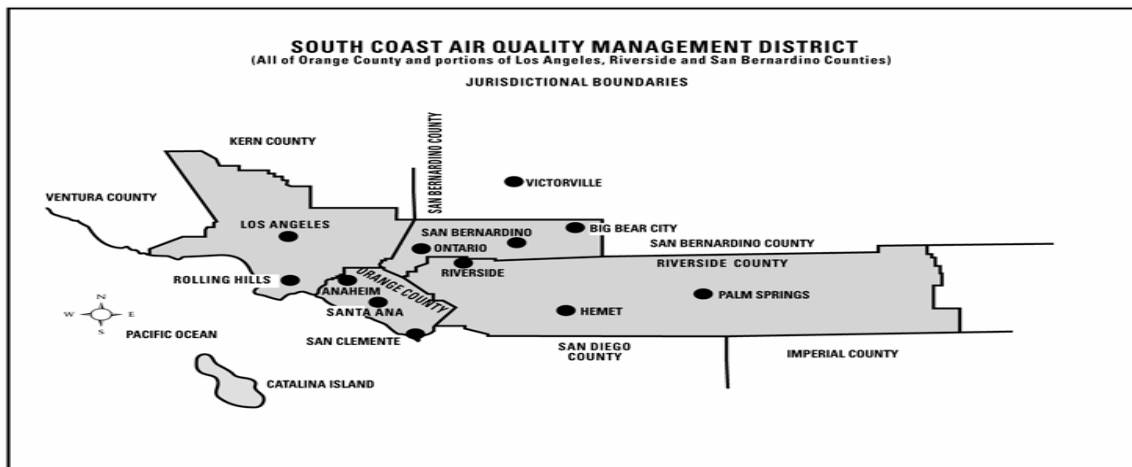 SOUTH COAST AIR QUALITY MANAGEMENT DISTRICT
(All of Orange County and portions of Los Angeles, Riverside and San Bernardino Counties)
JURISDICTIONAL BOUNDARIES
KERN COUNTY
SAN BERNARDINO COUNTY
VICTORVILLE
VENTURA COUNTY
LOS ANGELES
SAN BERNARDINO
BIG BEAR CITY
ONTARIO
SAN BERNARDINO COUNTY
RIVERSIDE COUNTY
RIVERSIDE
ROLLING HILLS
ORANGE COUNTY
ANAHEIM
PALM SPRINGS
N
W E
S
SANTA ANA
HEMET
PACIFIC OCEAN
SAN CLEMENTE
SAN DIEGO
COUNTY
IMPERIAL COUNTY
CATALINA ISLAND